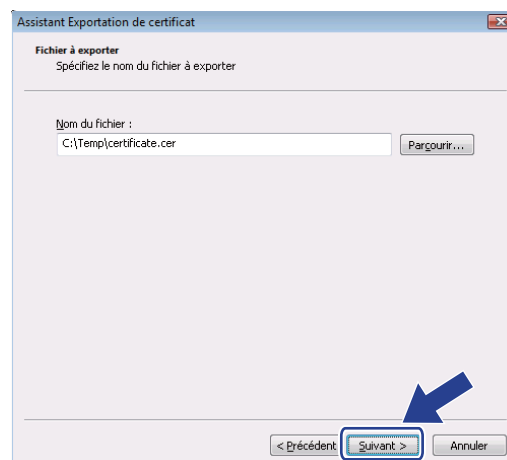 Assistant Exportation de certificat
Fichier à exporter
Spécifiez le nom du fichier à exporter
Nom du fichier :
C:\Temp\certificate.cer
Parcourir...
< Précédent
Suivant >
Annuler